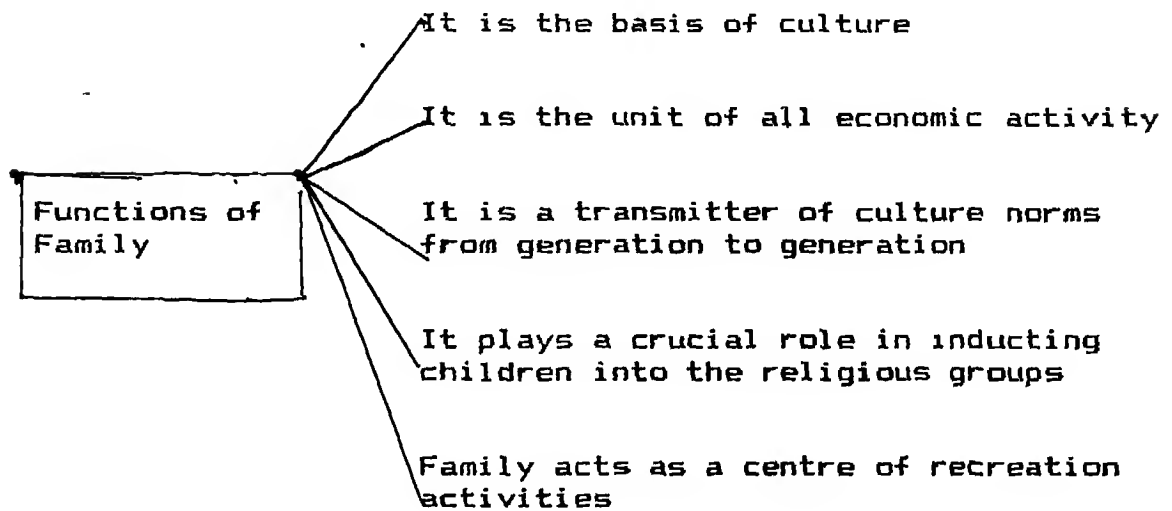 It is the basis of culture
It is the unit of all economic activity
Functions of
Family
It is a transmitter of culture norms
from generation to generation
It plays a crucial role in inducting
children into the religious groups
Family acts as a centre of recreation
activities